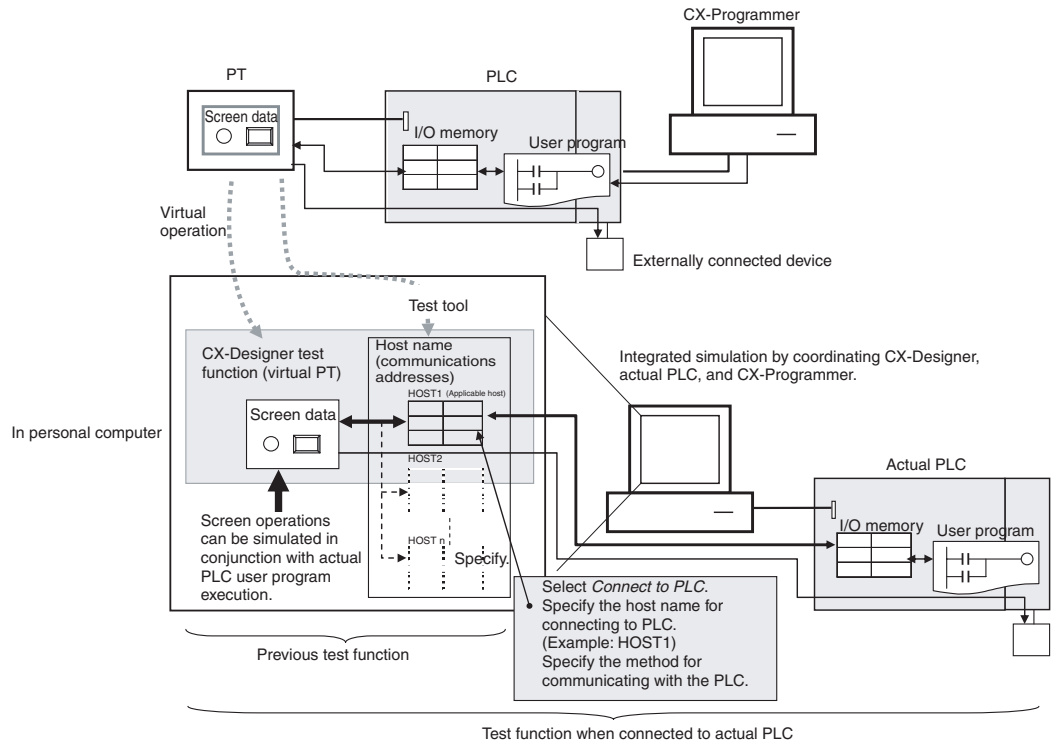 CX-Programmer
PT
PLC
Screen data
I/O memory
User program
Virtual
operation
Externally connected device
Test tool
CX-Designer test
function (virtual PT)
Host name
(communications
addresses)
HOST1 (Applicable host)
Integrated simulation by coordinating CX-Designer,
actual PLC, and CX-Programmer.
Screen data
In personal computer
HOST2
Actual PLC
I/O memory
User program
Screen operations
can be simulated in
conjunction with actual
PLC user program
execution.
HOST n
Specify.
Select Connect to PLC.
Specify the host name for
connecting to PLC.
(Example: HOST1)
Specify the method for
communicating with the PLC.
Previous test function
Test function when connected to actual PLC